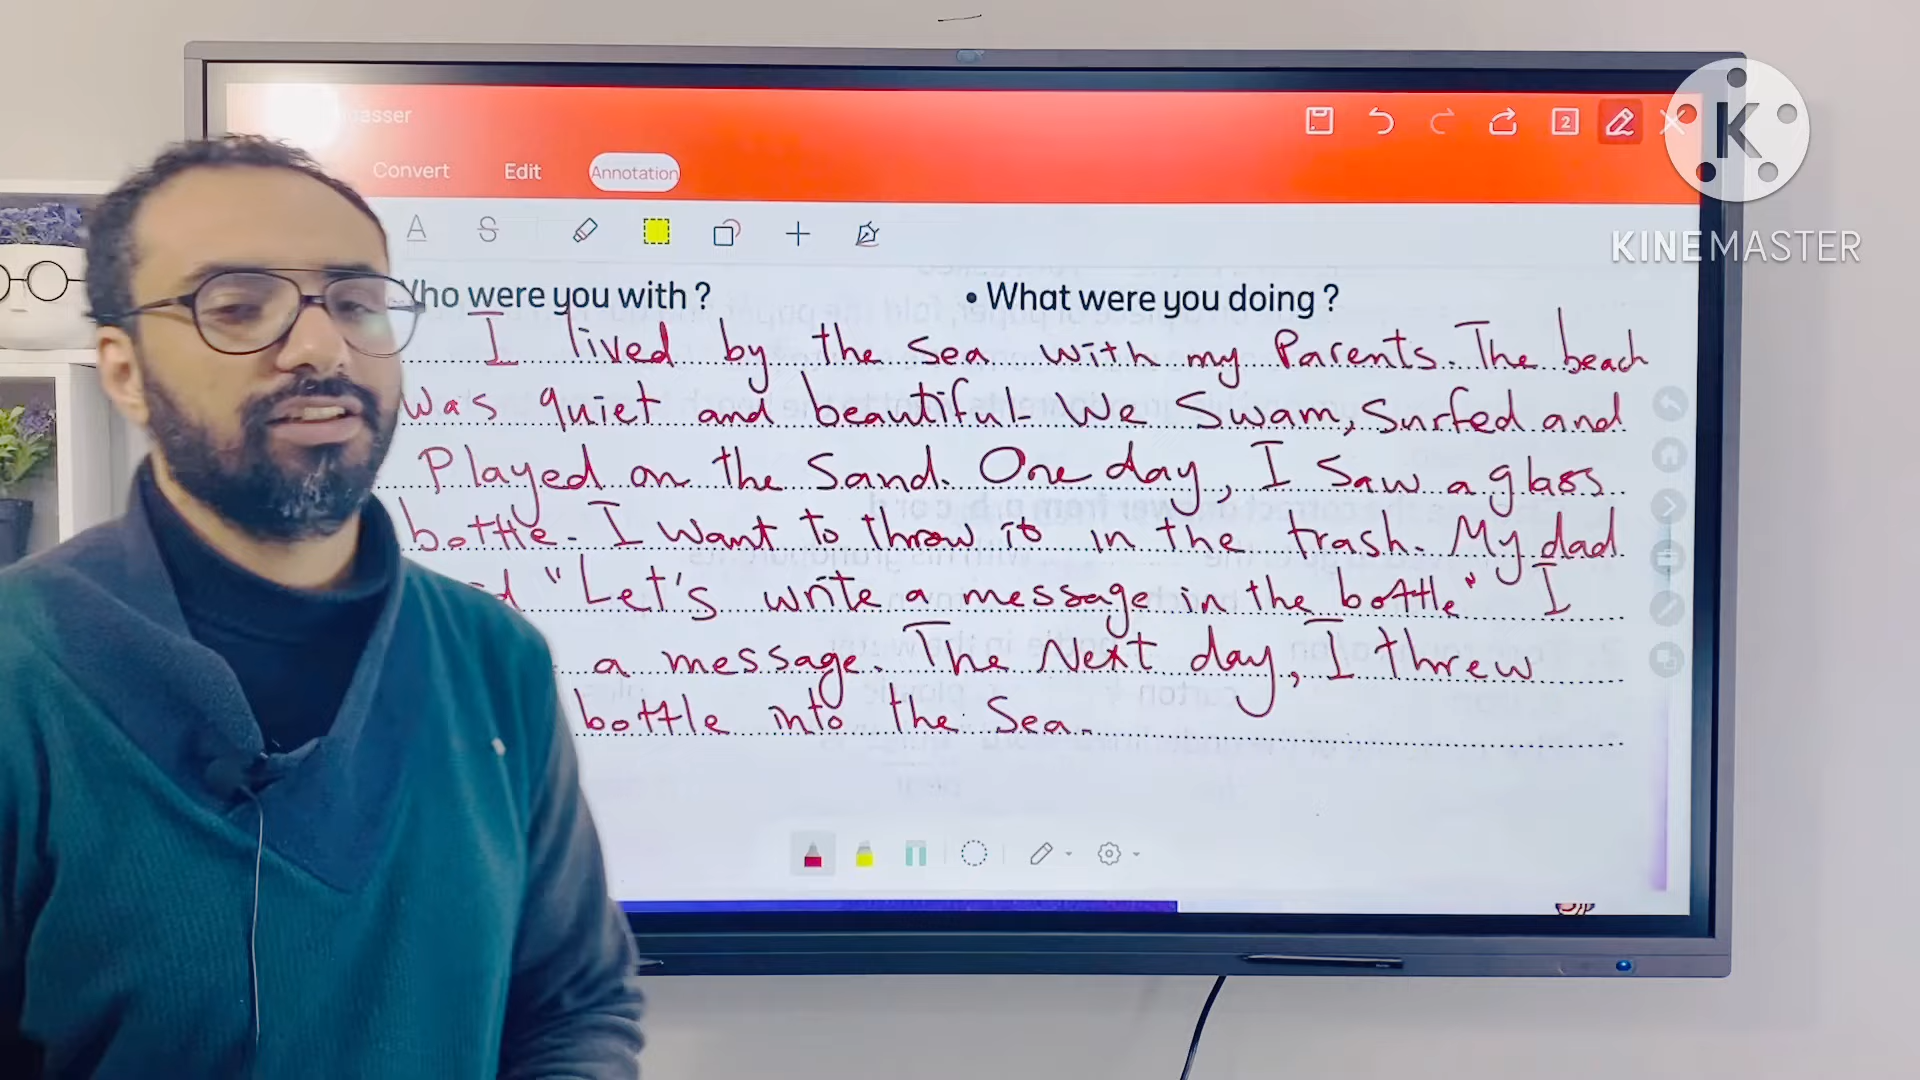 esser
Convert Edit Annotation
2
K
KINEMASTER
A S
Who were you with ? • What were you doing ?
I lived by the sea with my Parents. The beach
was quiet and beautiful. We Swam, Surfed and
Played on the Sand. One day, I saw a glass
bottle. I want to throw it in the trash. My dad
"Let's write a message in the bottle" I
a message. The Next day, I threw
bottle into the Sea.